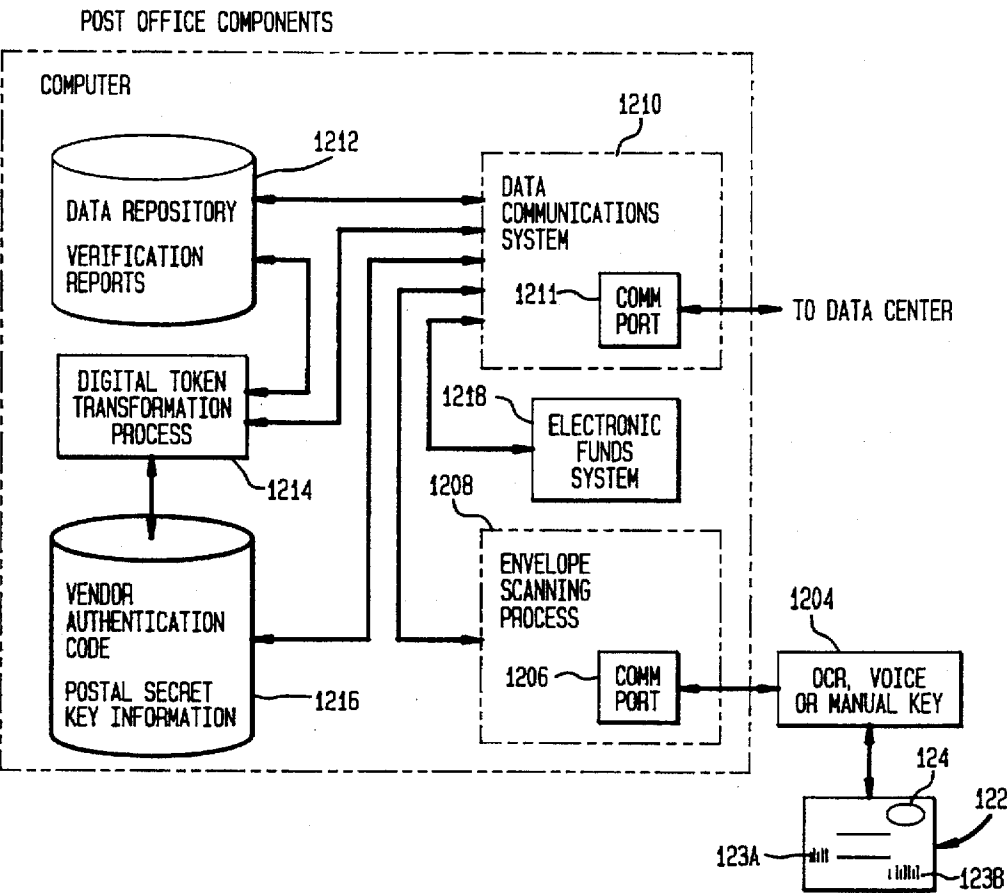 POST OFFICE COMPONENTS
COMPUTER
1212
DATA REPOSITORY
VERIFICATION
REPORTS
1210
DATA
COMMUNICATIONS
SYSTEM
1211
COMM
PORT
TO DATA CENTER
DIGITAL TOKEN
TRANSFORMATION
PROCESS
1214
1218
ELECTRONIC
FUNDS
SYSTEM
1208
ENVELOPE
SCANNING
PROCESS
1206
COMM
PORT
VENDOR
AUTHENTICATION
CODE
POSTAL SECRET
KEY INFORMATION
1216
1204
OCR, VOICE
OR MANUAL KEY
124
122
123A
123B